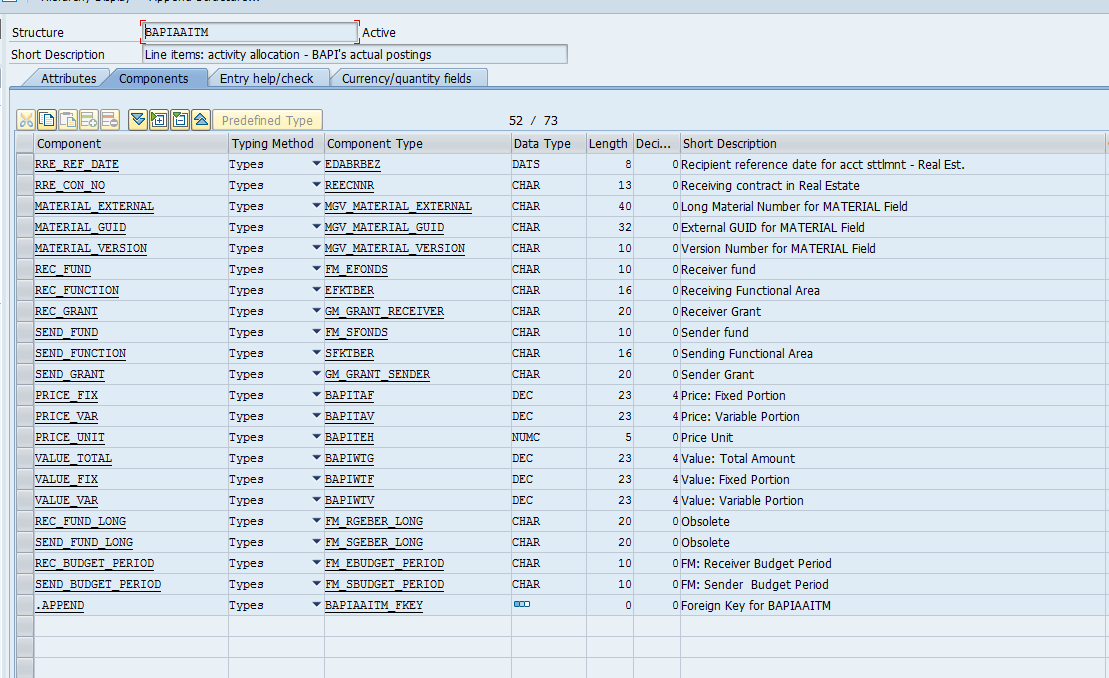 Structure BAPIAAITM Active
Short Description Line items: activity allocation - BAPI's actual postings
Attributes Components Entry help/check Currency/quantity fields
Predefined Type 52 / 73
Component Typing Method Component Type Data Type Length Deci... Short Description
RRE_REF_DATE Types EDABRBEZ DATS 8 0 Recipient reference date for acct sttlmnt - Real Est.
RRE_CON_NO Types REECNNR CHAR 13 0 Receiving contract in Real Estate
MATERIAL_EXTERNAL Types MGV_MATERIAL_EXTERNAL CHAR 40 0 Long Material Number for MATERIAL Field
MATERIAL_GUID Types MGV_MATERIAL_GUID CHAR 32 0 External GUID for MATERIAL Field
MATERIAL_VERSION Types MGV_MATERIAL_VERSION CHAR 10 0 Version Number for MATERIAL Field
REC_FUND Types FM_EFONDS CHAR 10 0 Receiver fund
REC_FUNCTION Types EFKTBER CHAR 16 0 Receiving Functional Area
REC_GRANT Types GM_GRANT_RECEIVER CHAR 20 0 Receiver Grant
SEND_FUND Types FM_SFONDS CHAR 10 0 Sender fund
SEND_FUNCTION Types SFKTBER CHAR 16 0 Sending Functional Area
SEND_GRANT Types GM_GRANT_SENDER CHAR 20 0 Sender Grant
PRICE_FIX Types BAPITAF DEC 23 4 Price: Fixed Portion
PRICE_VAR Types BAPITAV DEC 23 4 Price: Variable Portion
PRICE_UNIT Types BAPITEH NUMC 5 0 Price Unit
VALUE_TOTAL Types BAPIWTG DEC 23 4 Value: Total Amount
VALUE_FIX Types BAPIWTF DEC 23 4 Value: Fixed Portion
VALUE_VAR Types BAPIWTV DEC 23 4 Value: Variable Portion
REC_FUND_LONG Types FM_RGEBER_LONG CHAR 20 0 Obsolete
SEND_FUND_LONG Types FM_SGEBER_LONG CHAR 20 0 Obsolete
REC_BUDGET_PERIOD Types FM_EBUDGET_PERIOD CHAR 10 0 FM: Receiver Budget Period
SEND_BUDGET_PERIOD Types FM_SBUDGET_PERIOD CHAR 10 0 FM: Sender  Budget Period
.APPEND Types BAPIAAITM_FKEY 0 0 Foreign Key for BAPIAAITM